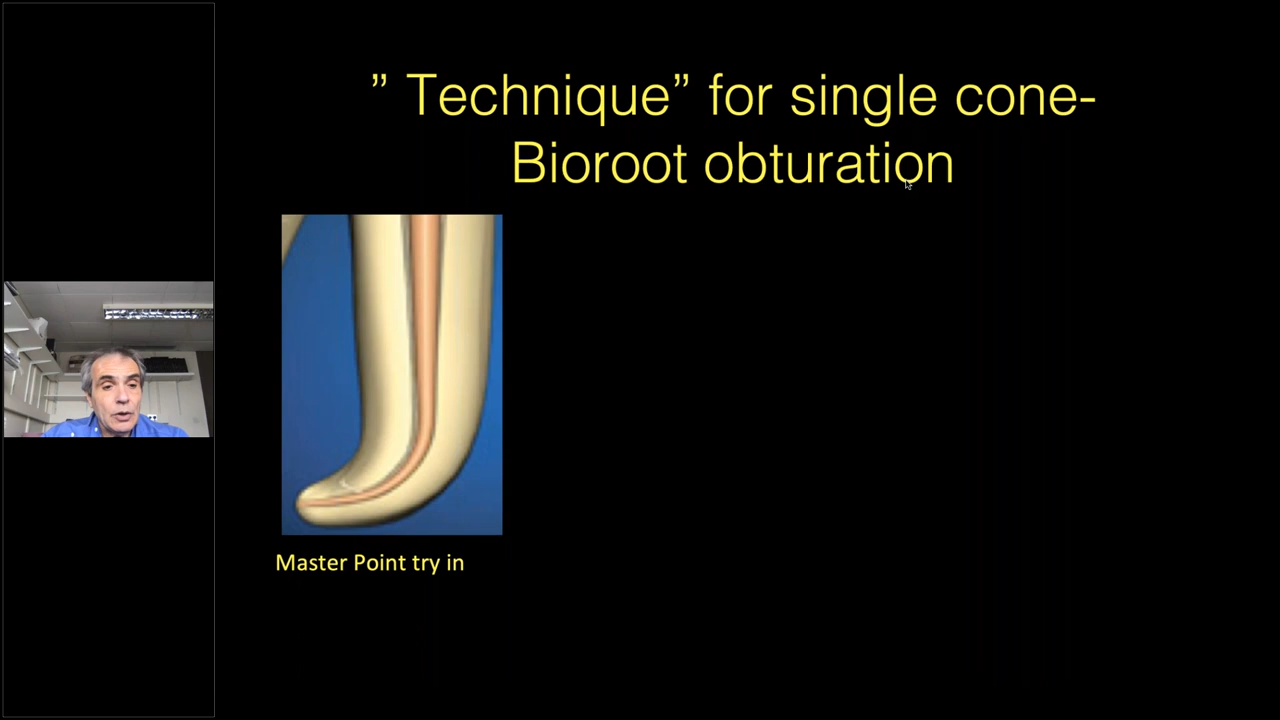 ” Technique” for single cone-
Bioroot obturation
Master Point try in